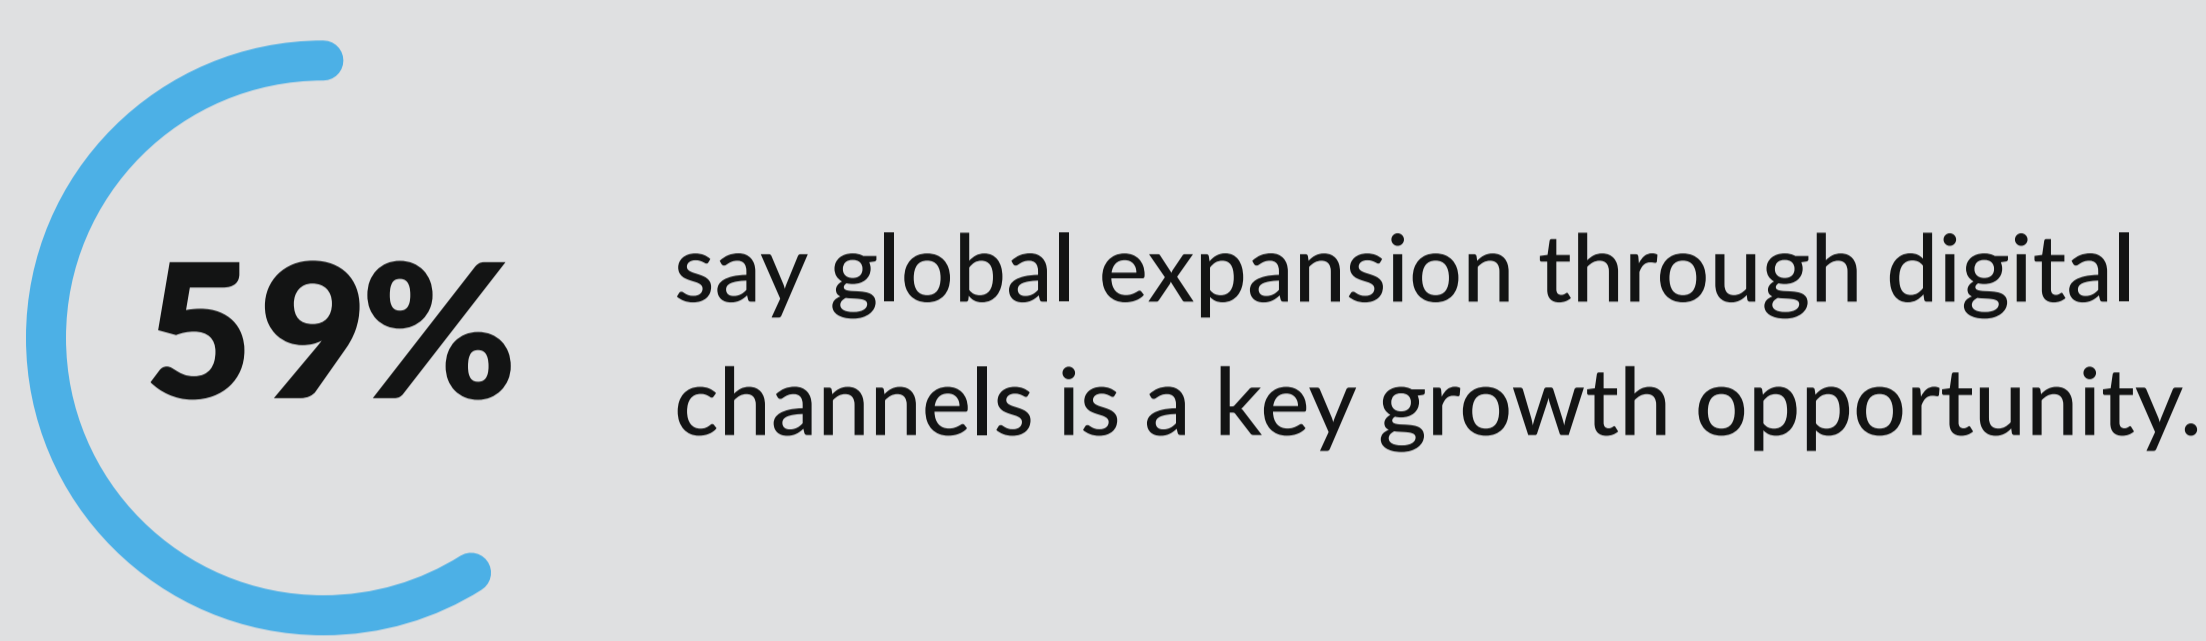 59%
say global expansion through digital
channels is a key growth opportunity.